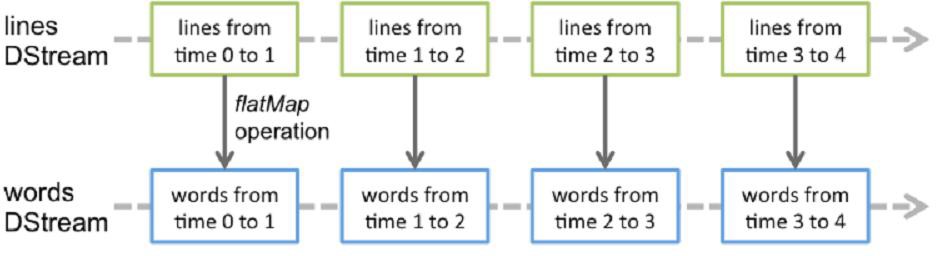 lines
DStream
lines from
time 0 to 1
lines from
time 1 to 2
lines from
time 2 to 3
lines from
time 3 to 4
flatMap
operation
words
DStream
words from
time 0 to 1
words from
time 1 to 2
words from
time 2 to 3
words from
time 3 to 4